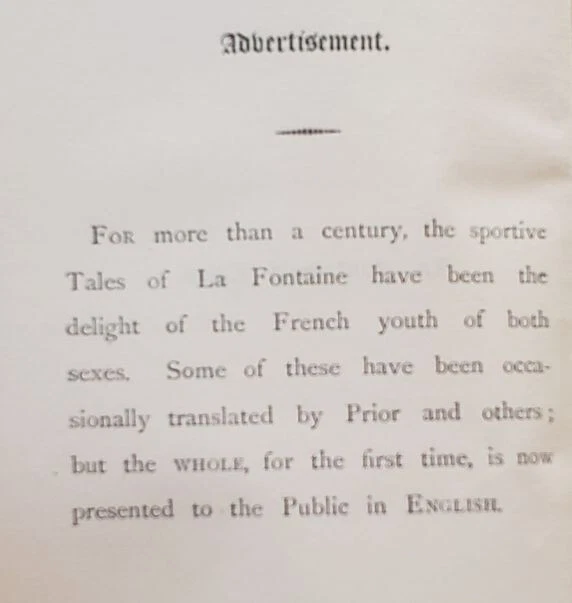 Advertisement.
For more than a century, the sportive
Tales of La Fontaine have been the
delight of the French youth of both
sexes. Some of these have been occa-
sionally translated by Prior and others;
but the WHOLE, for the first time, is now
presented to the Public in ENGLISH.